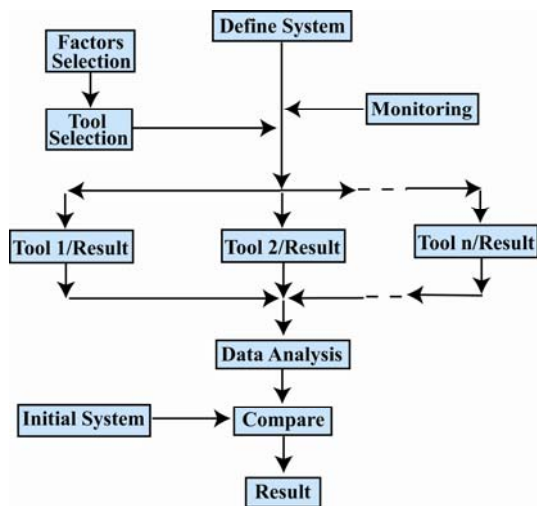 Define System
Factors
Selection
Monitoring
Tool
Selection
Tool 1/Result
Tool 2/Result
Tool n/Result
Data Analysis
Initial System
Compare
Result